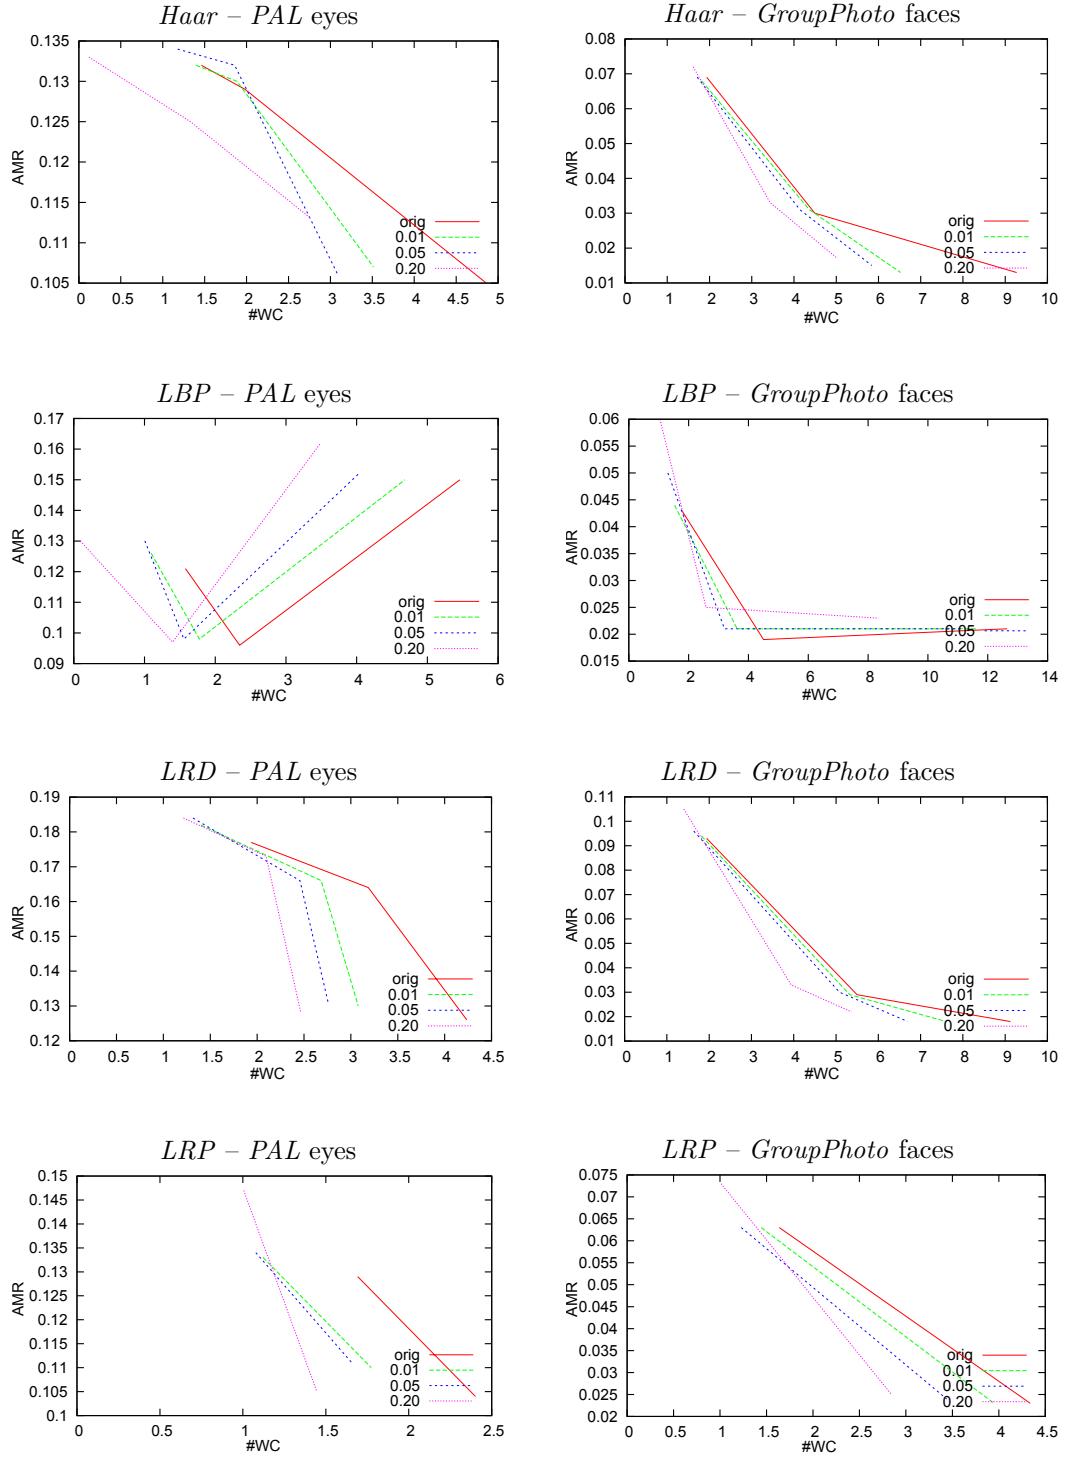 Haar – PAL eyes
0.135
0.13
0.125
0.12
0.115
0.11
0.105
AMR
0 0.5 1 1.5 2 2.5 3 3.5 4 4.5 5
#WC
orig
0.01
0.05
0.20
Haar – GroupPhoto faces
0.08
0.07
0.06
0.05
0.04
0.03
0.02
0.01
AMR
0 1 2 3 4 5 6 7 8 9 10
#WC
orig
0.01
0.05
0.20
LBP – PAL eyes
0.17
0.16
0.15
0.14
0.13
0.12
0.11
0.1
0.09
AMR
0 1 2 3 4 5 6
#WC
orig
0.01
0.05
0.20
LBP – GroupPhoto faces
0.06
0.055
0.05
0.045
0.04
0.035
0.03
0.025
0.02
0.015
AMR
0 2 4 6 8 10 12 14
#WC
orig
0.01
0.05
0.20
LRD – PAL eyes
0.19
0.18
0.17
0.16
0.15
0.14
0.13
0.12
AMR
0 0.5 1 1.5 2 2.5 3 3.5 4 4.5
#WC
orig
0.01
0.05
0.20
LRD – GroupPhoto faces
0.11
0.1
0.09
0.08
0.07
0.06
0.05
0.04
0.03
0.02
0.01
AMR
0 1 2 3 4 5 6 7 8 9 10
#WC
orig
0.01
0.05
0.20
LRP – PAL eyes
0.15
0.145
0.14
0.135
0.13
0.125
0.12
0.115
0.11
0.105
0.1
AMR
0 0.5 1 1.5 2 2.5
#WC
orig
0.01
0.05
0.20
LRP – GroupPhoto faces
0.075
0.07
0.065
0.06
0.055
0.05
0.045
0.04
0.035
0.03
0.025
0.02
AMR
0 0.5 1 1.5 2 2.5 3 3.5 4 4.5
#WC
orig
0.01
0.05
0.20